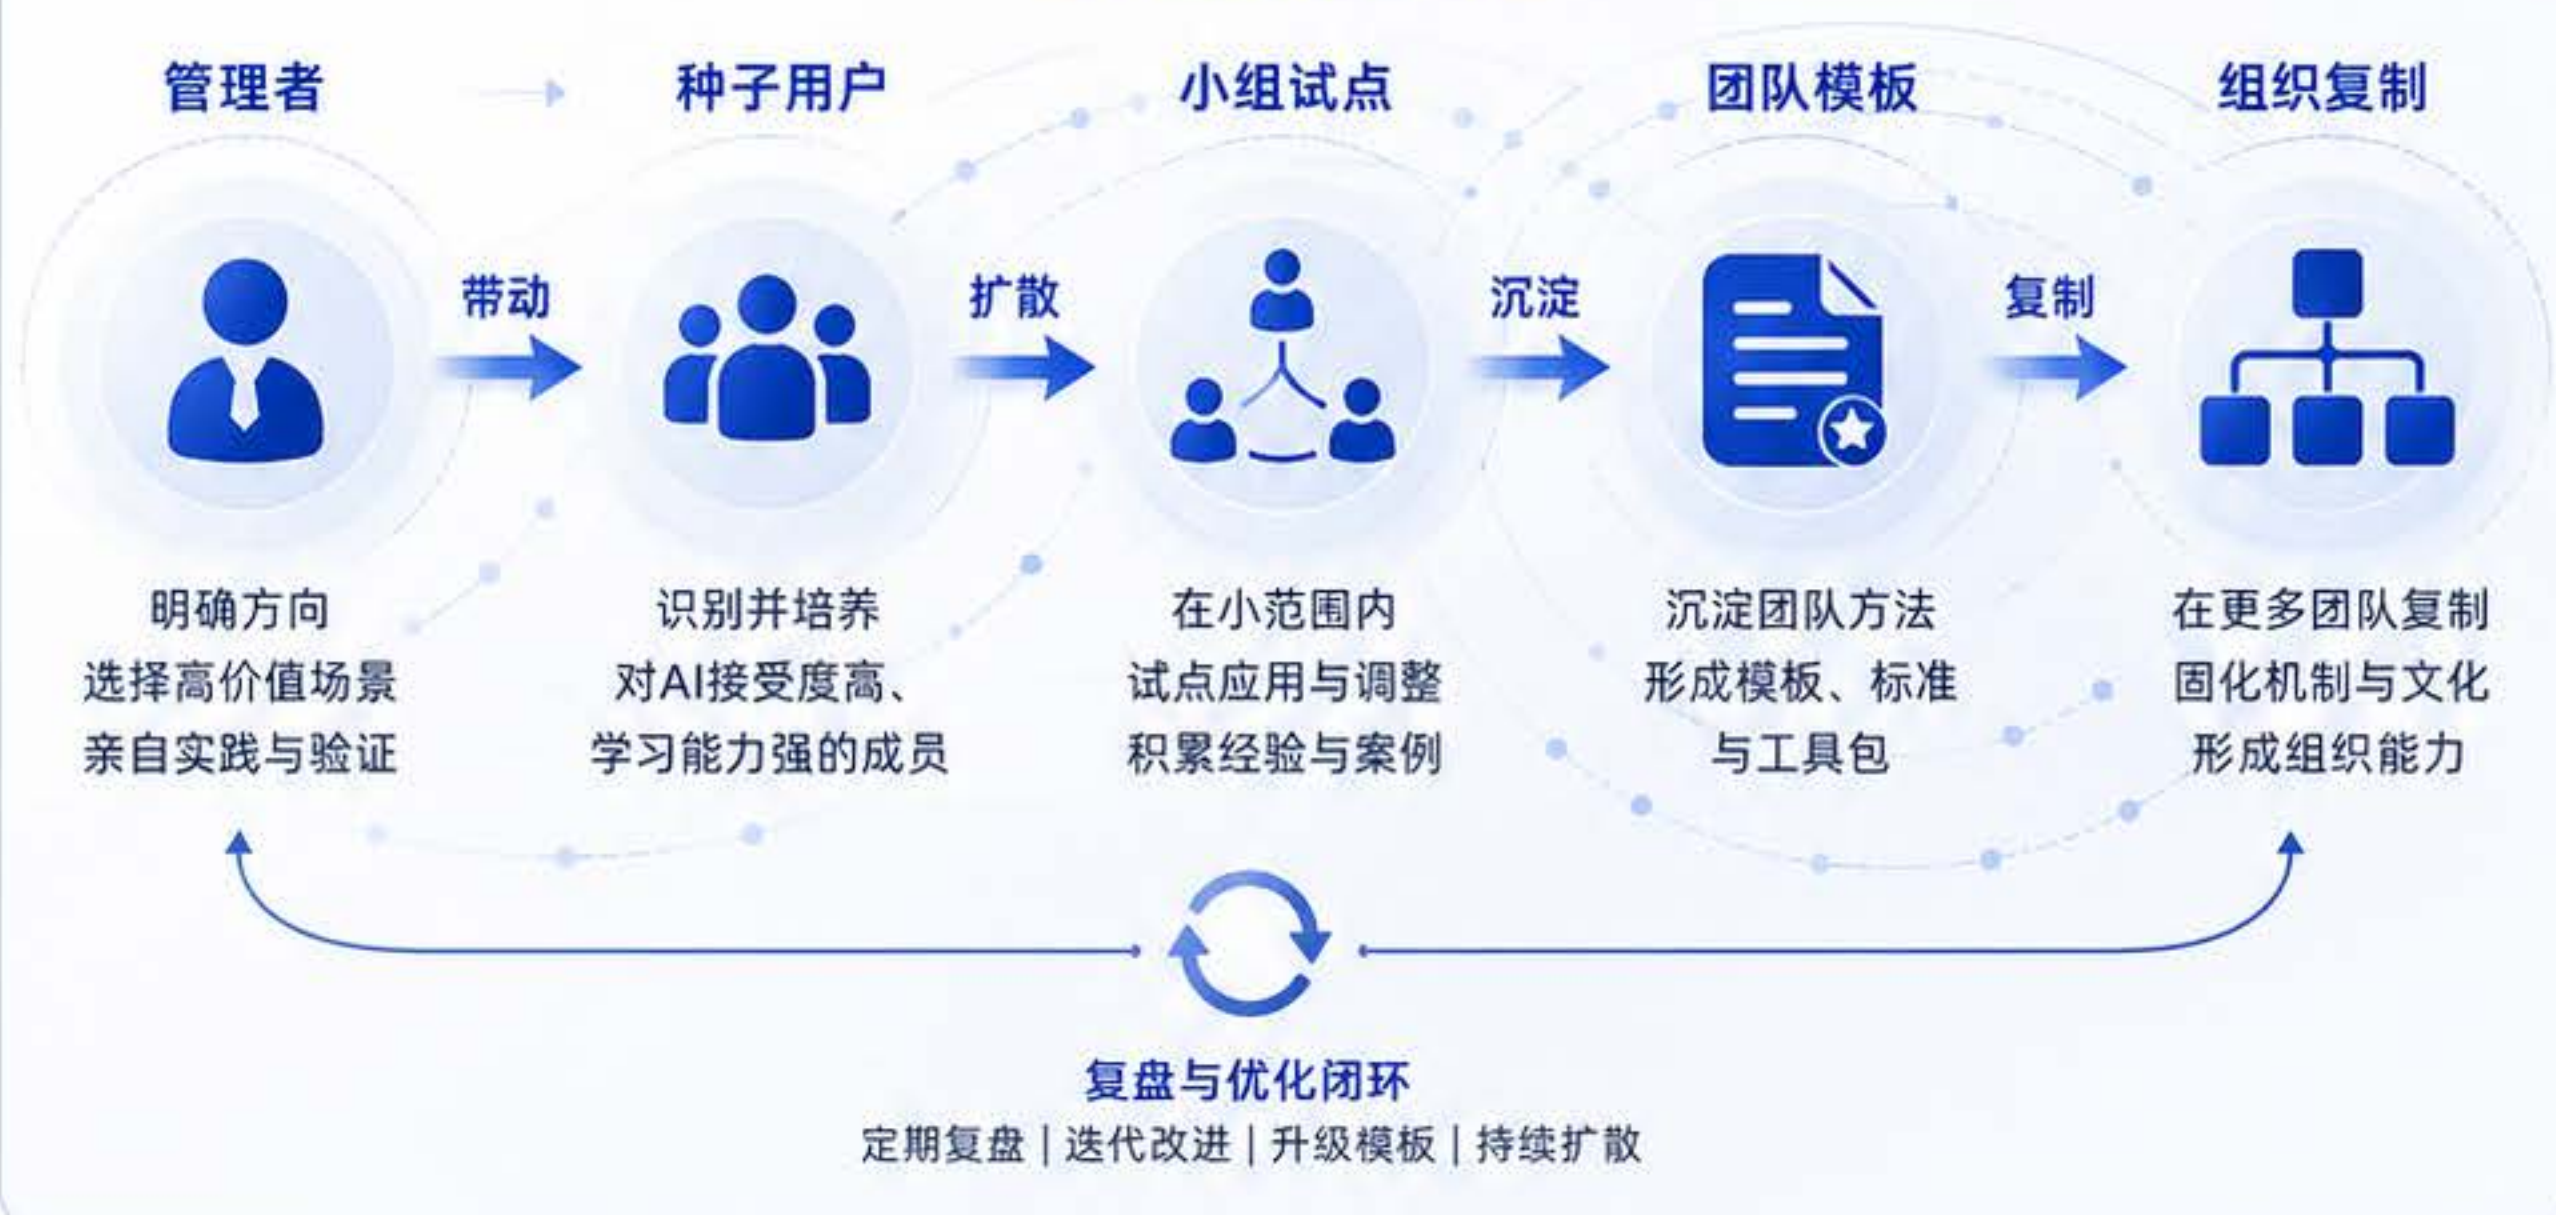 管理者
种子用户
小组试点
团队模板
组织复制
带动
扩散
沉淀
复制
明确方向
选择高价值场景
亲自实践与验证
识别并培养
对AI接受度高、
学习能力强的成员
在小范围内
试点应用与调整
积累经验与案例
沉淀团队方法
形成模板、标准
与工具包
在更多团队复制
固化机制与文化
形成组织能力
复盘与优化闭环
定期复盘 | 迭代改进 | 升级模板 | 持续扩散